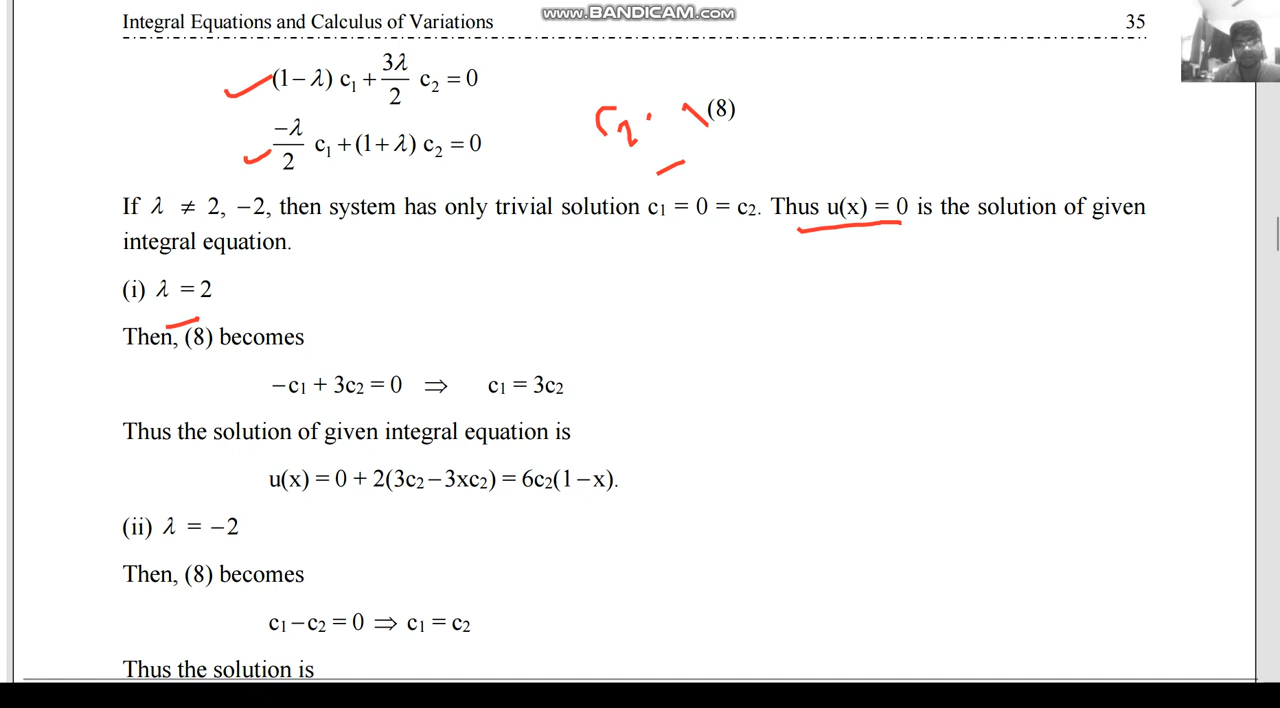 www.BANDICAM.com
Integral Equations and Calculus of Variations 35
(1−λ) c₁ + 3λ/2 c₂ = 0
c₂ . 1 (8)
−λ/2 c₁ + (1+λ) c₂ = 0
If λ ≠ 2, −2, then system has only trivial solution c₁ = 0 = c₂. Thus u(x) = 0 is the solution of given
integral equation.
(i) λ = 2
Then, (8) becomes
−c₁ + 3c₂ = 0 ⇒ c₁ = 3c₂
Thus the solution of given integral equation is
u(x) = 0 + 2(3c₂ − 3xc₂) = 6c₂(1−x).
(ii) λ = −2
Then, (8) becomes
c₁ − c₂ = 0 ⇒ c₁ = c₂
Thus the solution is